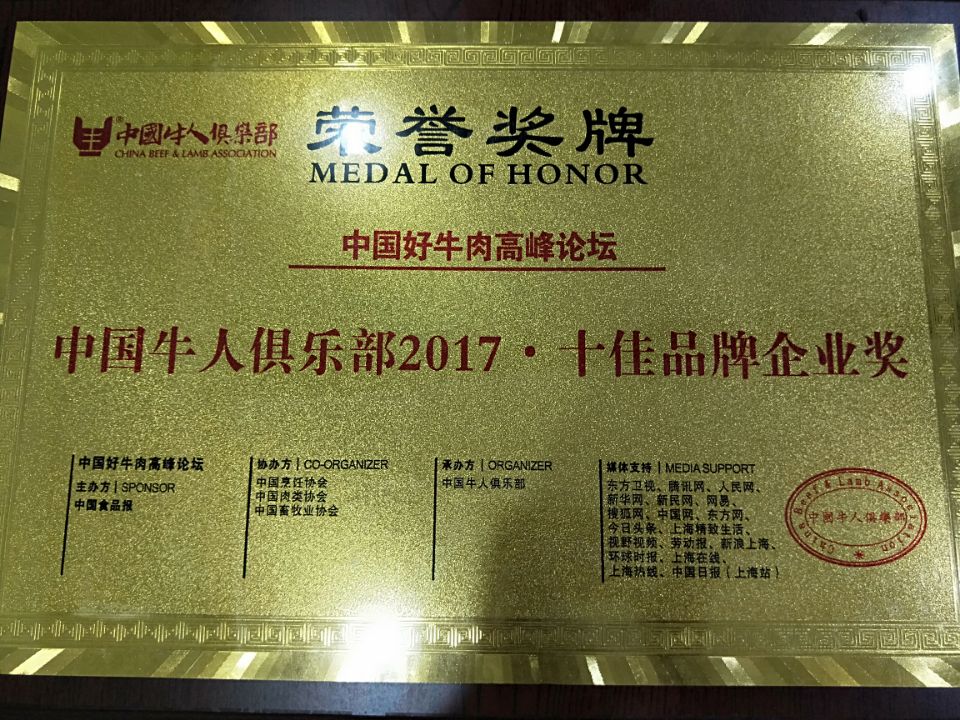 中國牛人俱樂部
CHINA BEEF & LAMB ASSOCIATION
荣誉奖牌
MEDAL OF HONOR
中国好牛肉高峰论坛
中国牛人俱乐部2017·十佳品牌企业奖
中国好牛肉高峰论坛
主办方 | SPONSOR
中国食品报
协办方 | CO-ORGANIZER
中国烹饪协会
中国肉类协会
中国畜牧业协会
承办方 | ORGANIZER
中国牛人俱乐部
媒体支持 | MEDIA SUPPORT
东方卫视、腾讯网、人民网、
新华网、新民网、网易、
搜狐网、中国网、东方网、
今日头条、上海精致生活、
视野视频、劳动报、新浪上海、
环球时报、上海在线、
上海热线、中国日报（上海站）
China Beef & Lamb Association
中國牛人俱樂部